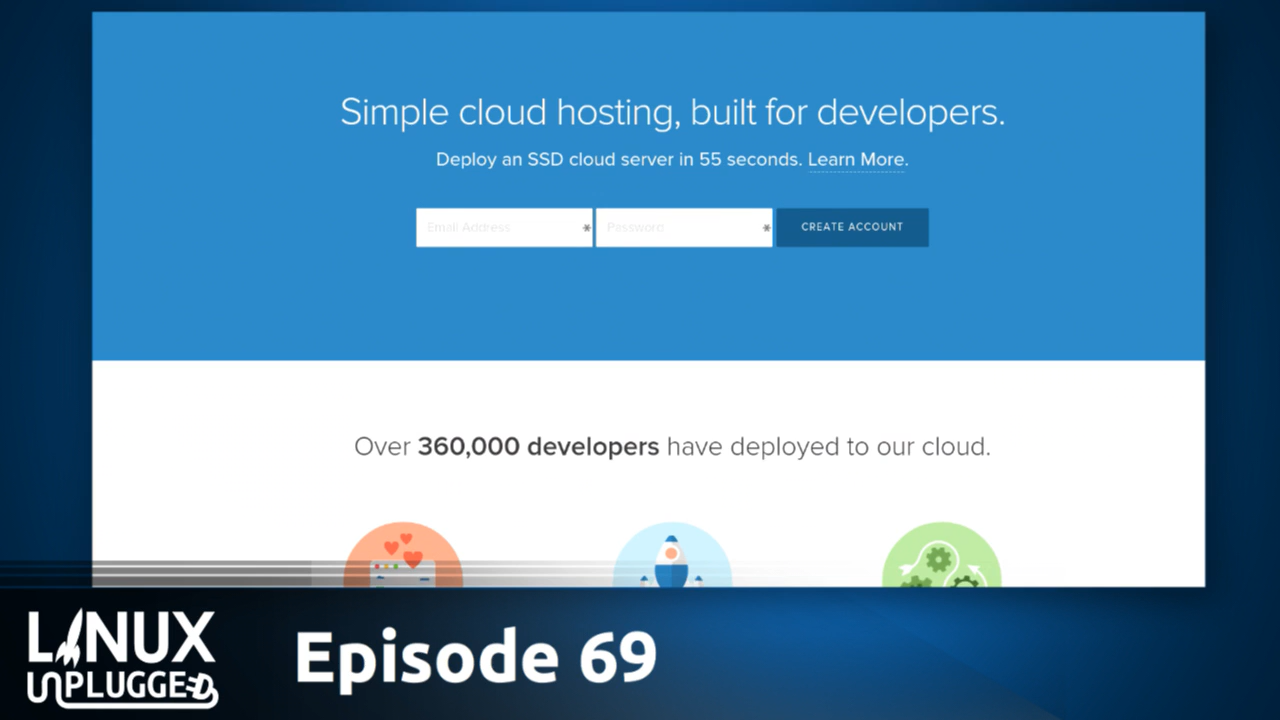 Simple cloud hosting, built for developers.
Deploy an SSD cloud server in 55 seconds. Learn More.
Email Address
Password
CREATE ACCOUNT
Over 360,000 developers have deployed to our cloud.
LINUX
UNPLUGGED
Episode 69